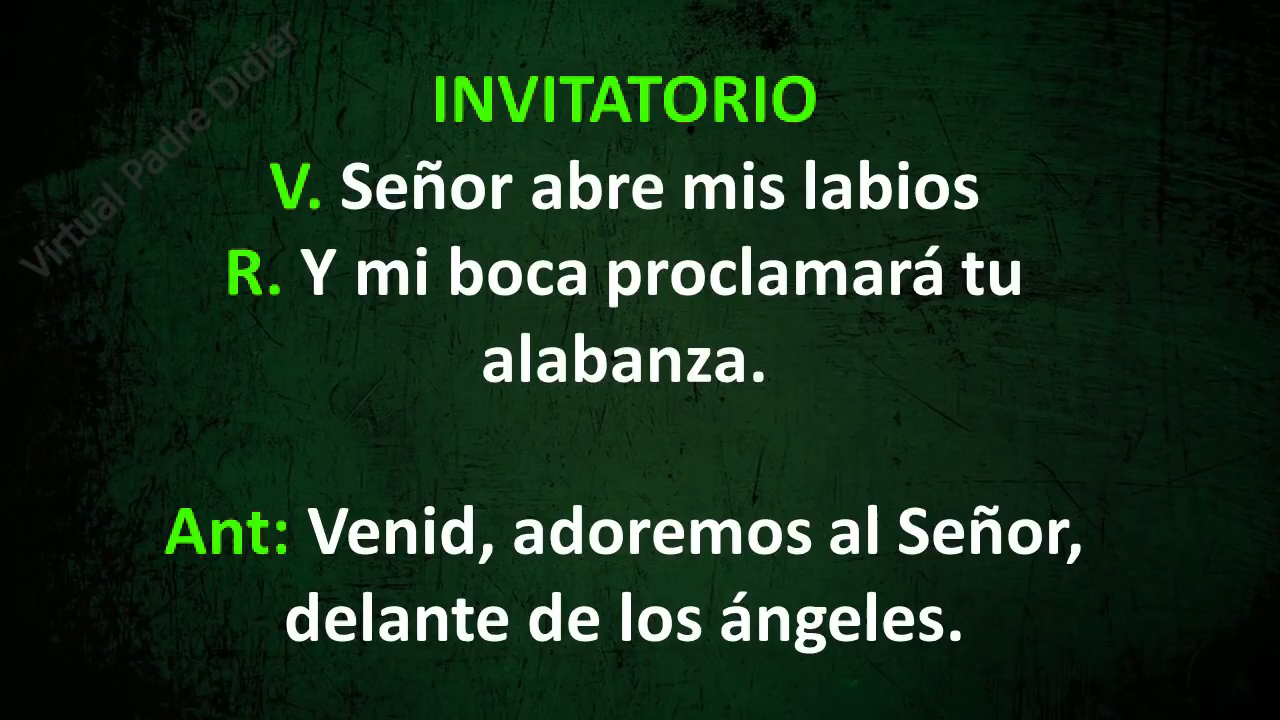 Virtual Padre Didier
INVITATORIO
V. Señor abre mis labios
R. Y mi boca proclamará tu
alabanza.
Ant: Venid, adoremos al Señor,
delante de los ángeles.